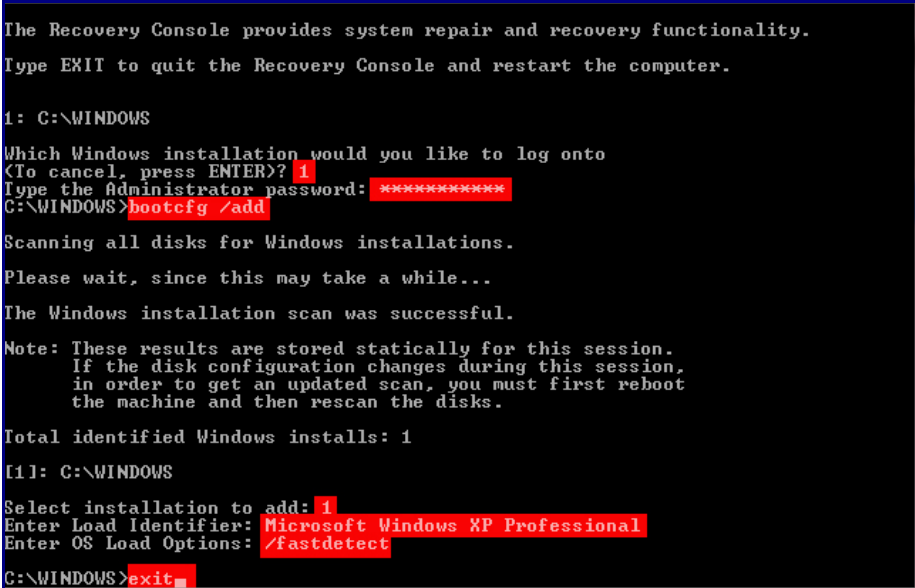 The Recovery Console provides system repair and recovery functionality.
Type EXIT to quit the Recovery Console and restart the computer.
1: C:\WINDOWS
Which Windows installation would you like to log onto
(To cancel, press ENTER)? 1
Type the Administrator password: ***********
C:\WINDOWS>bootcfg /add
Scanning all disks for Windows installations.
Please wait, since this may take a while...
The Windows installation scan was successful.
Note: These results are stored statically for this session.
If the disk configuration changes during this session,
in order to get an updated scan, you must first reboot
the machine and then rescan the disks.
Total identified Windows installs: 1
[1]: C:\WINDOWS
Select installation to add: 1
Enter Load Identifier: Microsoft Windows XP Professional
Enter OS Load Options: /fastdetect
C:\WINDOWS>exit_